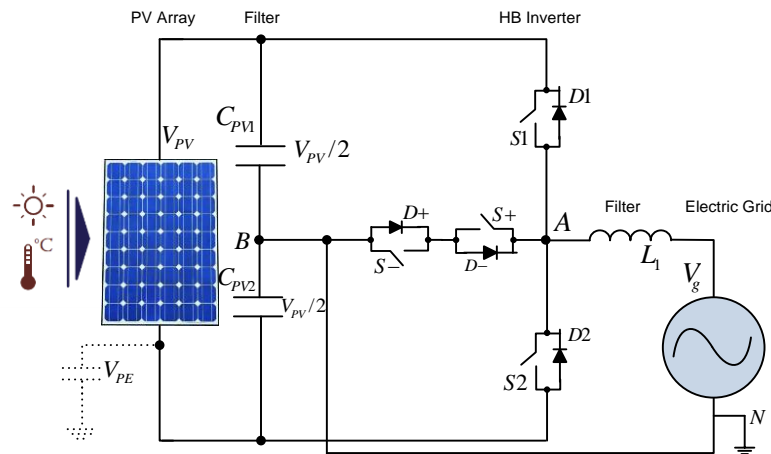 PV Array
Filter
HB Inverter
D1
S1
C_PV1
V_PV
V_PV/2
°C
B
D+
S+
S-
D-
A
Filter
Electric Grid
L_1
V_g
C_PV2
V_PV/2
D2
S2
V_PE
N